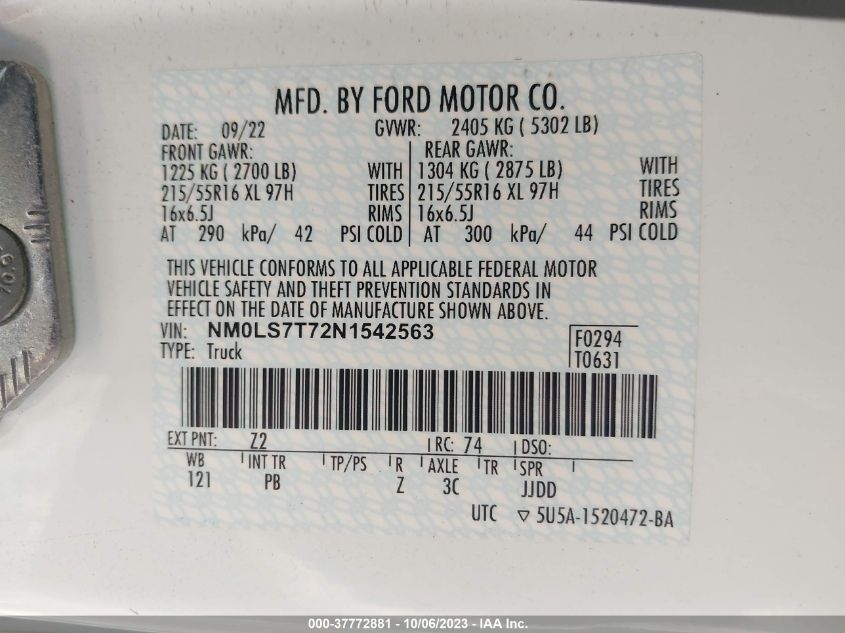 MFD. BY FORD MOTOR CO.
DATE: 09/22 GVWR: 2405 KG ( 5302 LB)
FRONT GAWR: REAR GAWR:
1225 KG ( 2700 LB) WITH 1304 KG ( 2875 LB) WITH
215/55R16 XL 97H TIRES 215/55R16 XL 97H TIRES
16x6.5J RIMS 16x6.5J RIMS
AT 290 kPa/ 42 PSI COLD AT 300 kPa/ 44 PSI COLD
THIS VEHICLE CONFORMS TO ALL APPLICABLE FEDERAL MOTOR
VEHICLE SAFETY AND THEFT PREVENTION STANDARDS IN
EFFECT ON THE DATE OF MANUFACTURE SHOWN ABOVE.
VIN: NM0LS7T72N1542563 F0294
TYPE: Truck T0631
EXT PNT: Z2 RC: 74 DSO:
WB INT TR TP/PS R AXLE TR SPR
121 PB Z 3C JJDD
UTC ▽ 5U5A-1520472-BA
000-37772881 - 10/06/2023 - IAA Inc.